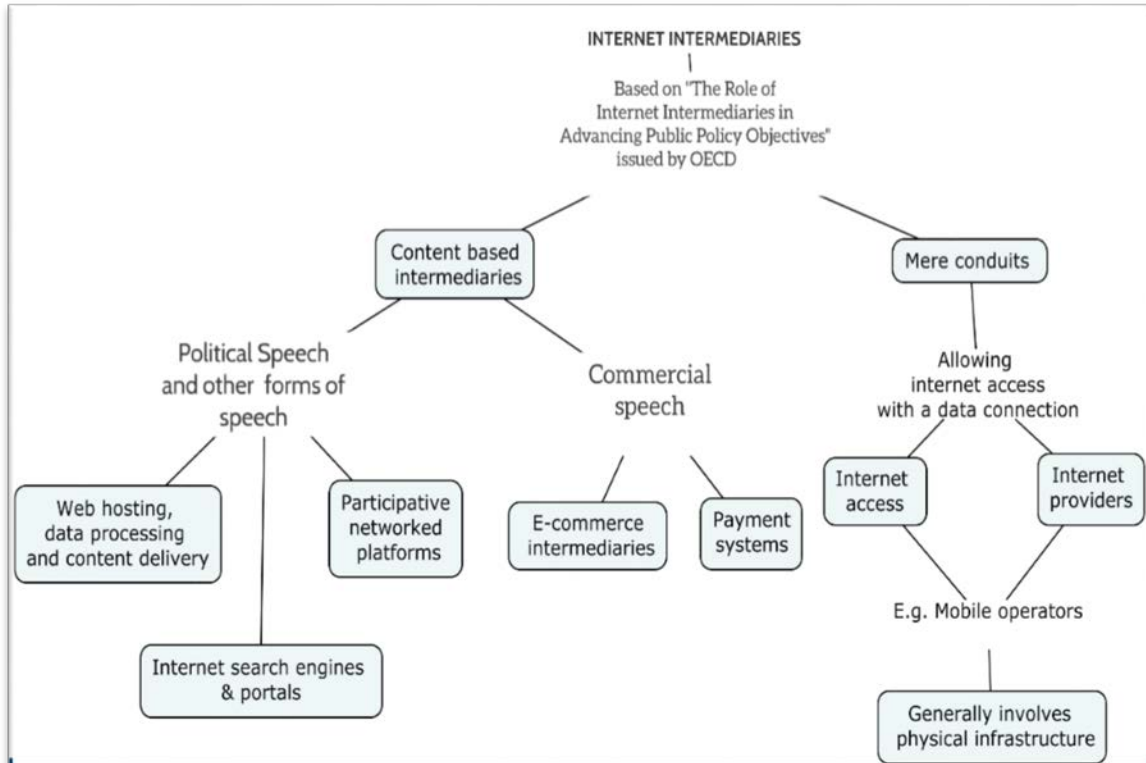 INTERNET INTERMEDIARIES
Based on "The Role of
Internet Intermediaries in
Advancing Public Policy Objectives"
issued by OECD
Content based
intermediaries
Mere conduits
Political Speech
and other forms of
speech
Commercial
speech
Allowing
internet access
with a data connection
Web hosting,
data processing
and content delivery
Participative
networked
platforms
Internet search engines
& portals
E-commerce
intermediaries
Payment
systems
Internet
access
Internet
providers
E.g. Mobile operators
Generally involves
physical infrastructure